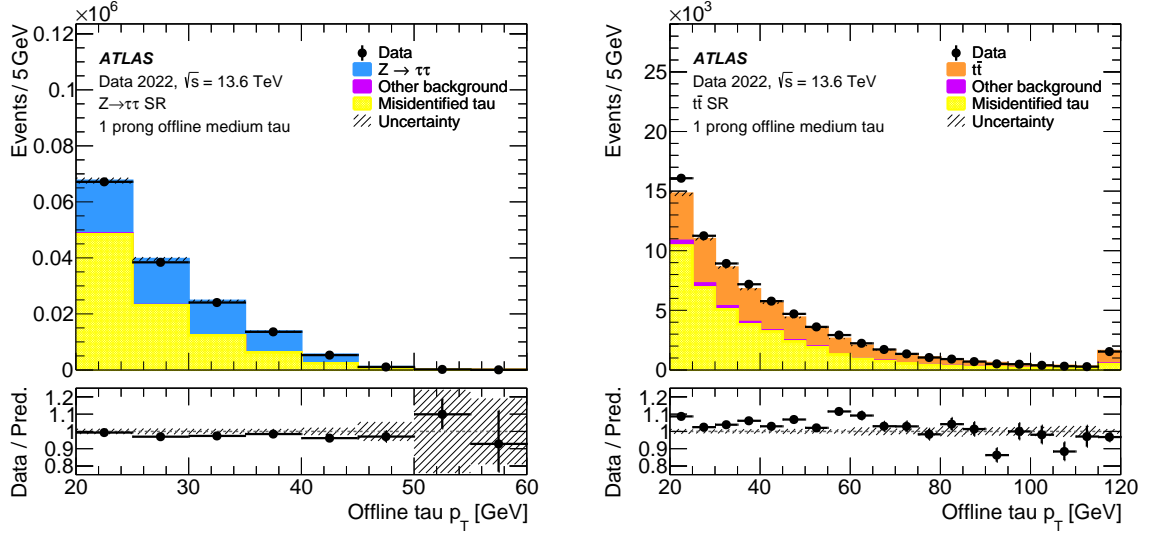 ×10⁶
0.12
0.1
0.08
0.06
0.04
0.02
0
Events / 5 GeV
ATLAS
Data 2022, √s = 13.6 TeV
Z→ττ SR
1 prong offline medium tau
Data
Z → ττ
Other background
Misidentified tau
Uncertainty
1.2
1.1
1
0.9
0.8
Data / Pred.
20 30 40 50 60
Offline tau p_T [GeV]
×10³
25
20
15
10
5
0
Events / 5 GeV
ATLAS
Data 2022, √s = 13.6 TeV
tt̄ SR
1 prong offline medium tau
Data
tt̄
Other background
Misidentified tau
Uncertainty
1.2
1.1
1
0.9
0.8
Data / Pred.
20 40 60 80 100 120
Offline tau p_T [GeV]